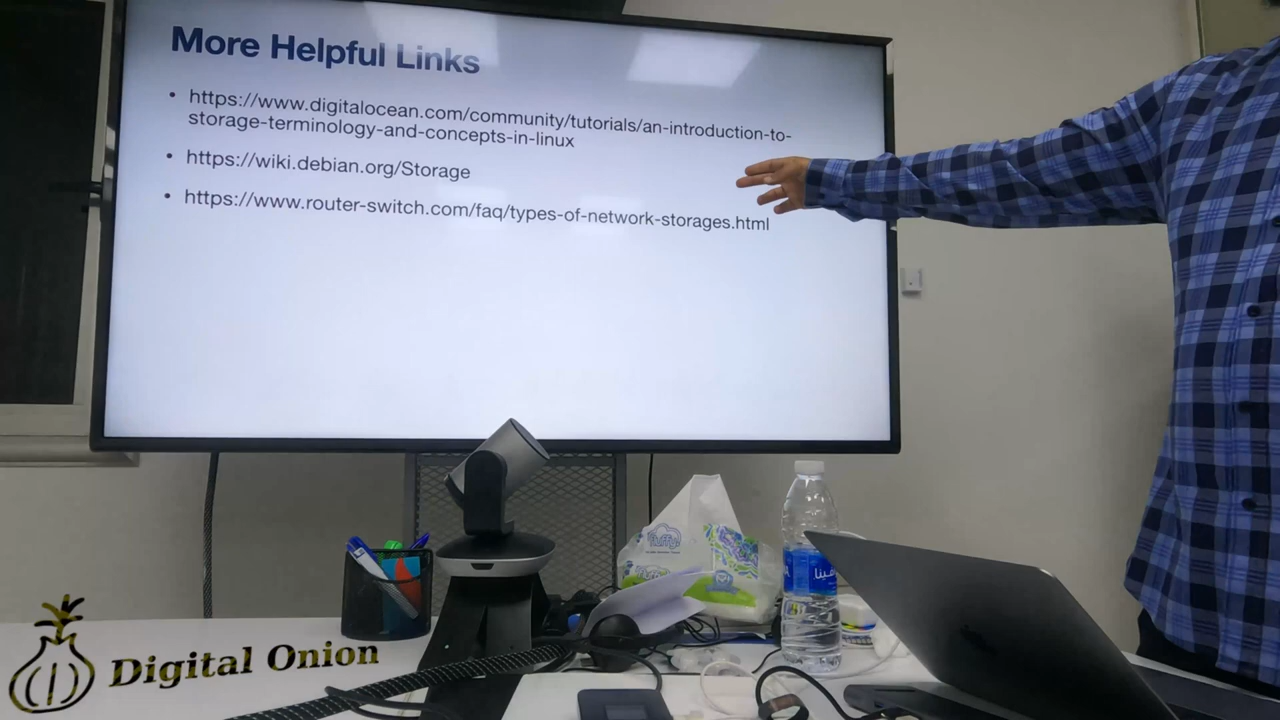 More Helpful Links
• https://www.digitalocean.com/community/tutorials/an-introduction-to-
storage-terminology-and-concepts-in-linux
• https://wiki.debian.org/Storage
• https://www.router-switch.com/faq/types-of-network-storages.html
Digital Onion